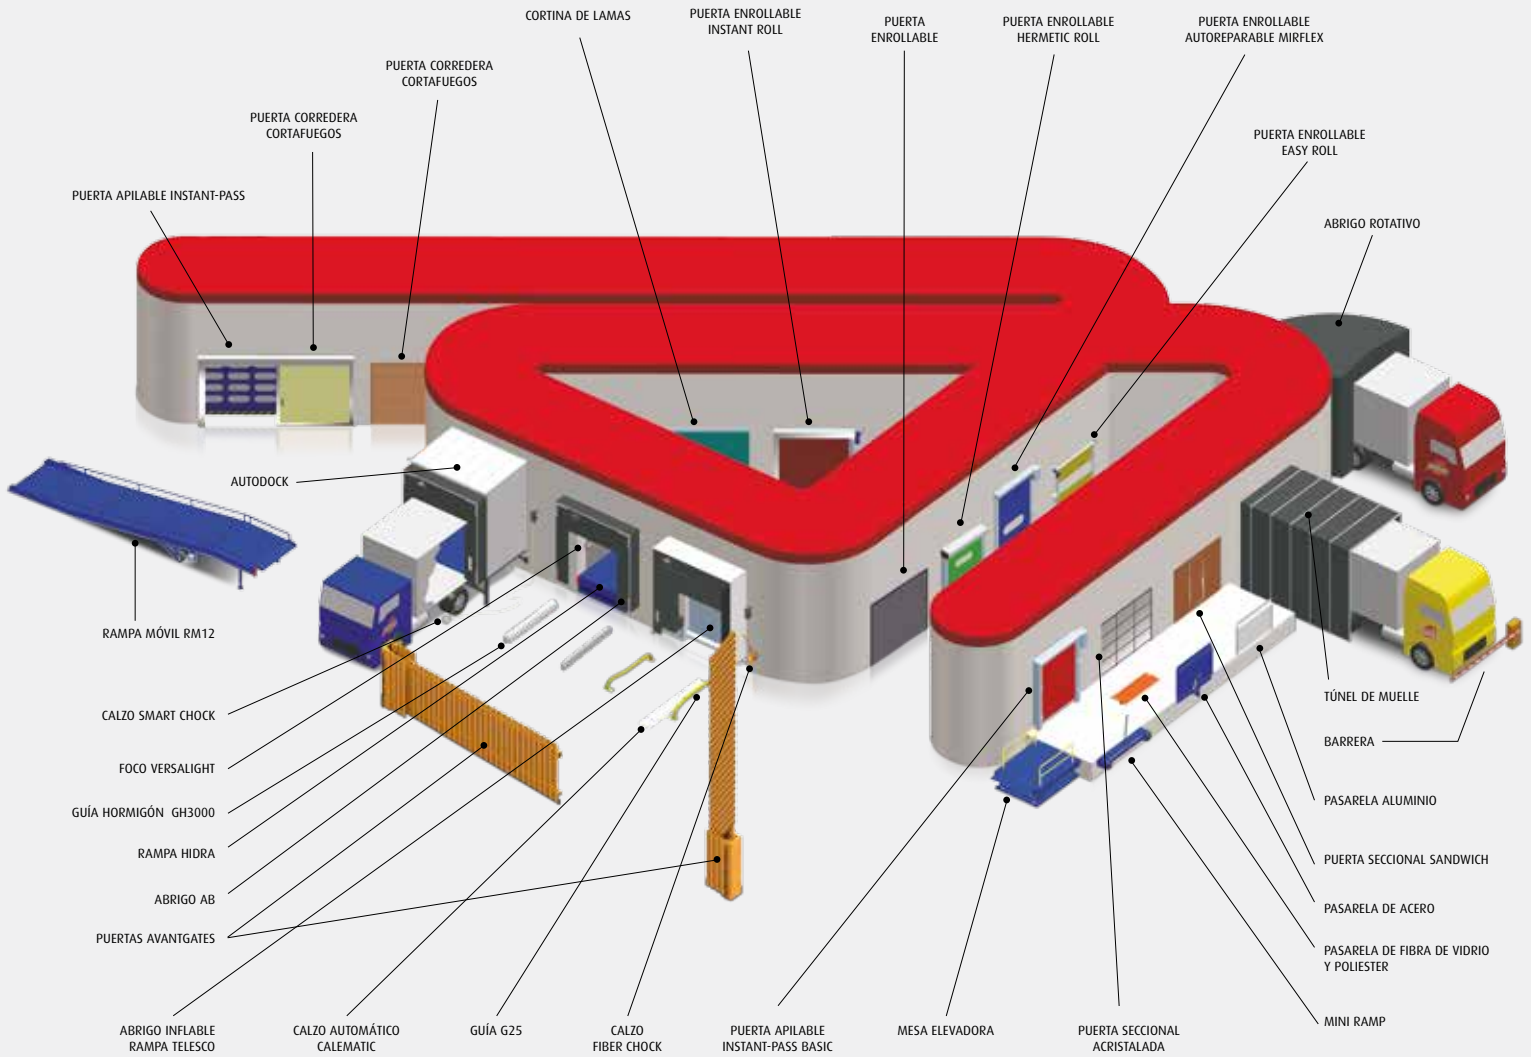 CORTINA DE LAMAS
PUERTA ENROLLABLE
INSTANT ROLL
PUERTA
ENROLLABLE
PUERTA ENROLLABLE
HERMETIC ROLL
PUERTA ENROLLABLE
AUTOREPARABLE MIRFLEX
PUERTA CORREDERA
CORTAFUEGOS
PUERTA CORREDERA
CORTAFUEGOS
PUERTA ENROLLABLE
EASY ROLL
PUERTA APILABLE INSTANT-PASS
ABRIGO ROTATIVO
AUTODOCK
RAMPA MÓVIL RM12
CALZO SMART CHOCK
FOCO VERSALIGHT
GUÍA HORMIGÓN GH3000
RAMPA HIDRA
ABRIGO AB
PUERTAS AVANTGATES
TÚNEL DE MUELLE
BARRERA
PASARELA ALUMINIO
PUERTA SECCIONAL SANDWICH
PASARELA DE ACERO
PASARELA DE FIBRA DE VIDRIO
Y POLIESTER
MINI RAMP
ABRIGO INFLABLE
RAMPA TELESCO
CALZO AUTOMÁTICO
CALEMATIC
GUÍA G25
CALZO
FIBER CHOCK
PUERTA APILABLE
INSTANT-PASS BASIC
MESA ELEVADORA
PUERTA SECCIONAL
ACRISTALADA